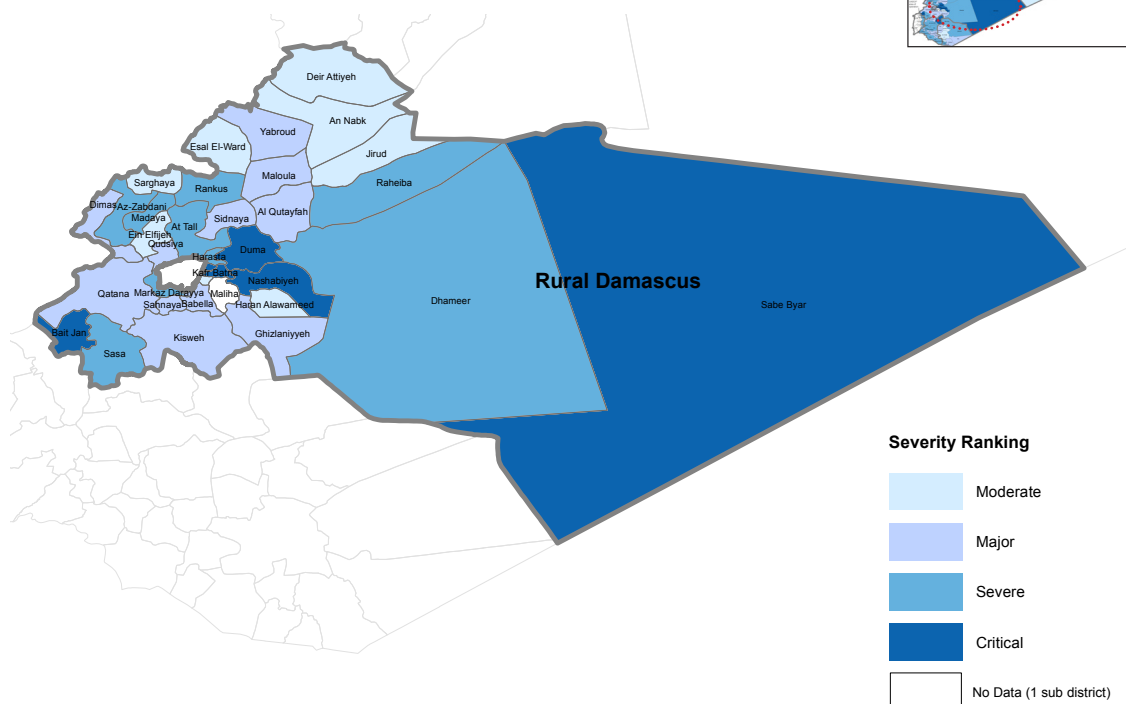 Deir Attiyeh
An Nabk
Yabroud
Esal El-Ward
Jirud
Maloula
Sarghaya
Rankus
Raheiba
Dimas
Az-Zabdani
Al Qutayfah
Madaya
Sidnaya
At Tall
Ein Elfijeh
Qudsiya
Duma
Harasta
Kafr Batna
Nashabiyeh
Rural Damascus
Qatana
Markaz Darayya
Maliha
Dhameer
Sahnaya
Babella
Haran Alawameed
Sabe Byar
Bait Jan
Kisweh
Ghizlaniyyeh
Sasa
Severity Ranking
Moderate
Major
Severe
Critical
No Data (1 sub district)